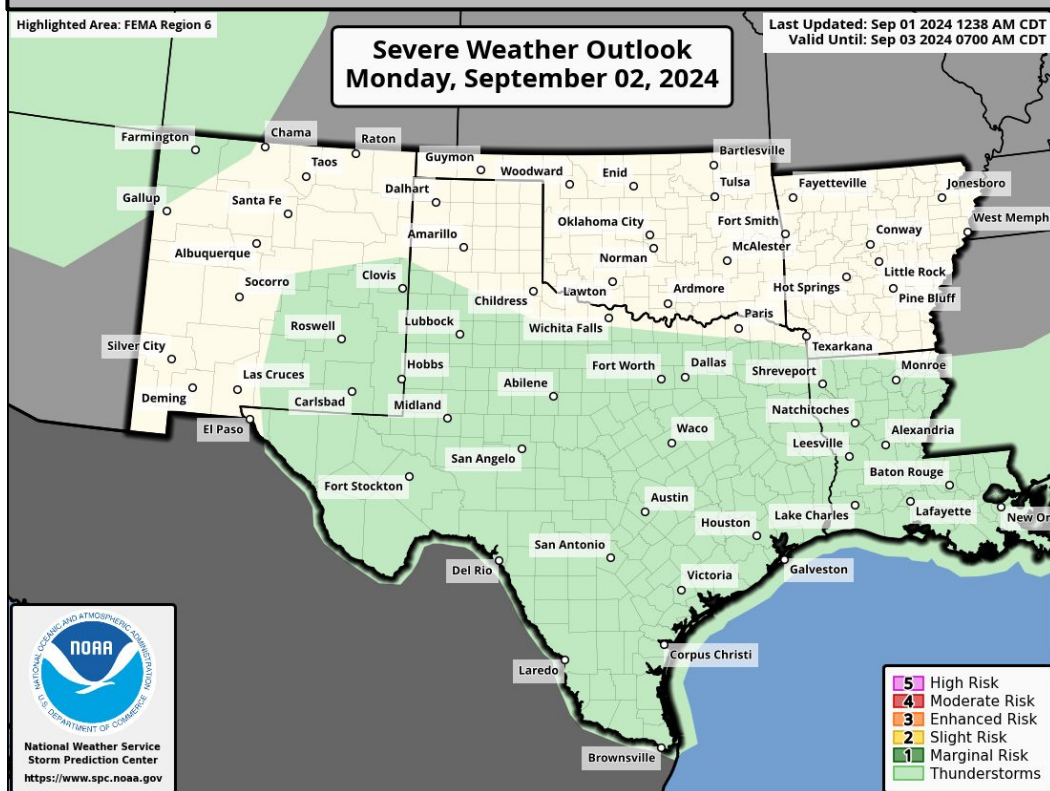 Highlighted Area: FEMA Region 6
Last Updated: Sep 01 2024 1238 AM CDT
Valid Until: Sep 03 2024 0700 AM CDT
Severe Weather Outlook
Monday, September 02, 2024
Farmington
Chama
Raton
Taos
Guymon
Woodward
Enid
Bartlesville
Tulsa
Fayetteville
Jonesboro
Gallup
Santa Fe
Dalhart
Oklahoma City
Fort Smith
West Memph
Albuquerque
Amarillo
Norman
McAlester
Conway
Socorro
Clovis
Childress
Lawton
Ardmore
Hot Springs
Little Rock
Pine Bluff
Roswell
Lubbock
Wichita Falls
Paris
Texarkana
Silver City
Las Cruces
Hobbs
Fort Worth
Dallas
Shreveport
Monroe
Deming
Carlsbad
Midland
Abilene
Natchitoches
El Paso
San Angelo
Waco
Leesville
Alexandria
Fort Stockton
Baton Rouge
Austin
Houston
Lake Charles
Lafayette
New Or
San Antonio
Del Rio
Galveston
Victoria
Laredo
Corpus Christi
Brownsville
NATIONAL OCEANIC AND ATMOSPHERIC ADMINISTRATION
NOAA
U.S. DEPARTMENT OF COMMERCE
National Weather Service
Storm Prediction Center
https://www.spc.noaa.gov
5 High Risk
4 Moderate Risk
3 Enhanced Risk
2 Slight Risk
1 Marginal Risk
Thunderstorms